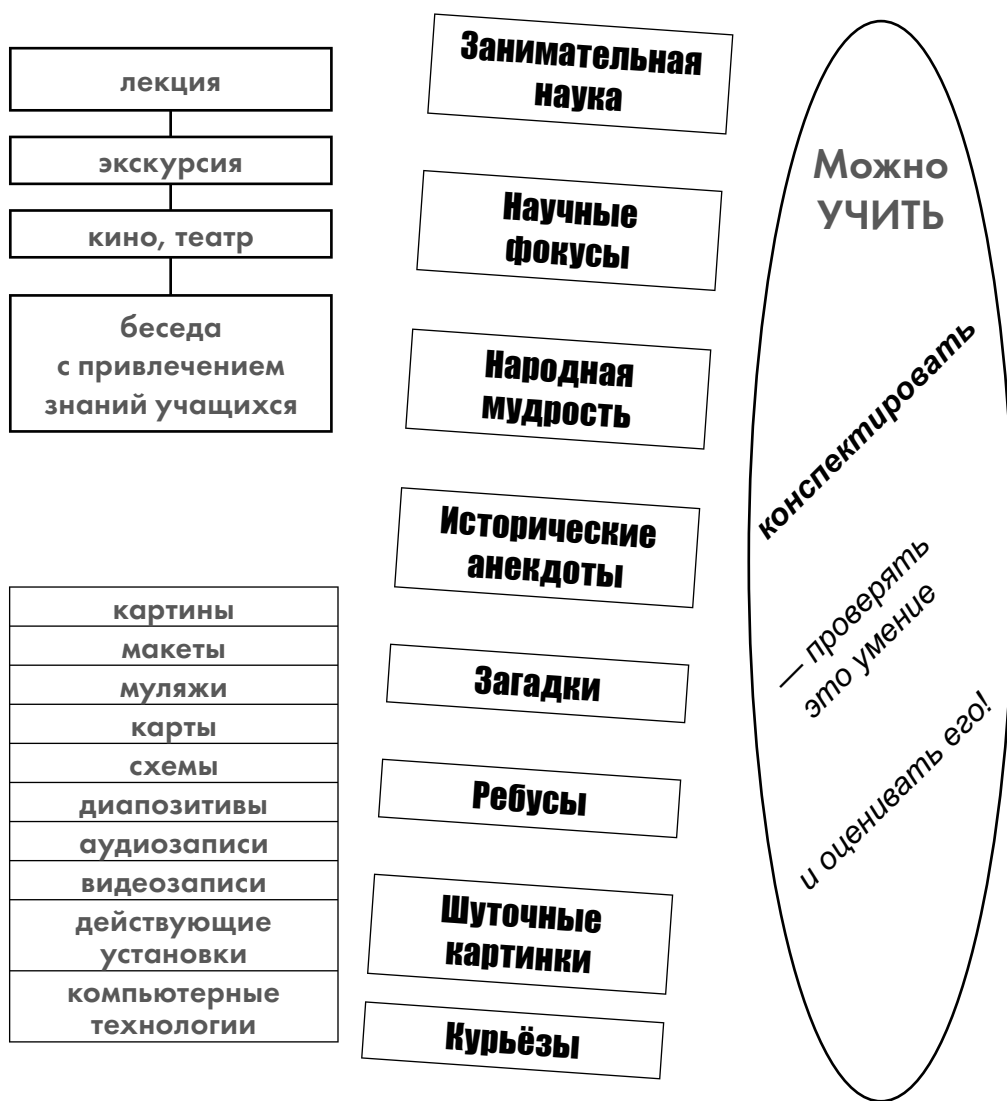 лекция
экскурсия
кино, театр
беседа
с привлечением
знаний учащихся
картины
макеты
муляжи
карты
схемы
диапозитивы
аудиозаписи
видеозаписи
действующие
установки
компьютерные
технологии
Занимательная
наука
Научные
фокусы
Народная
мудрость
Исторические
анекдоты
Загадки
Ребусы
Шуточные
картинки
Курьёзы
Можно
УЧИТЬ
конспектировать
— проверять
это умение
и оценивать его!